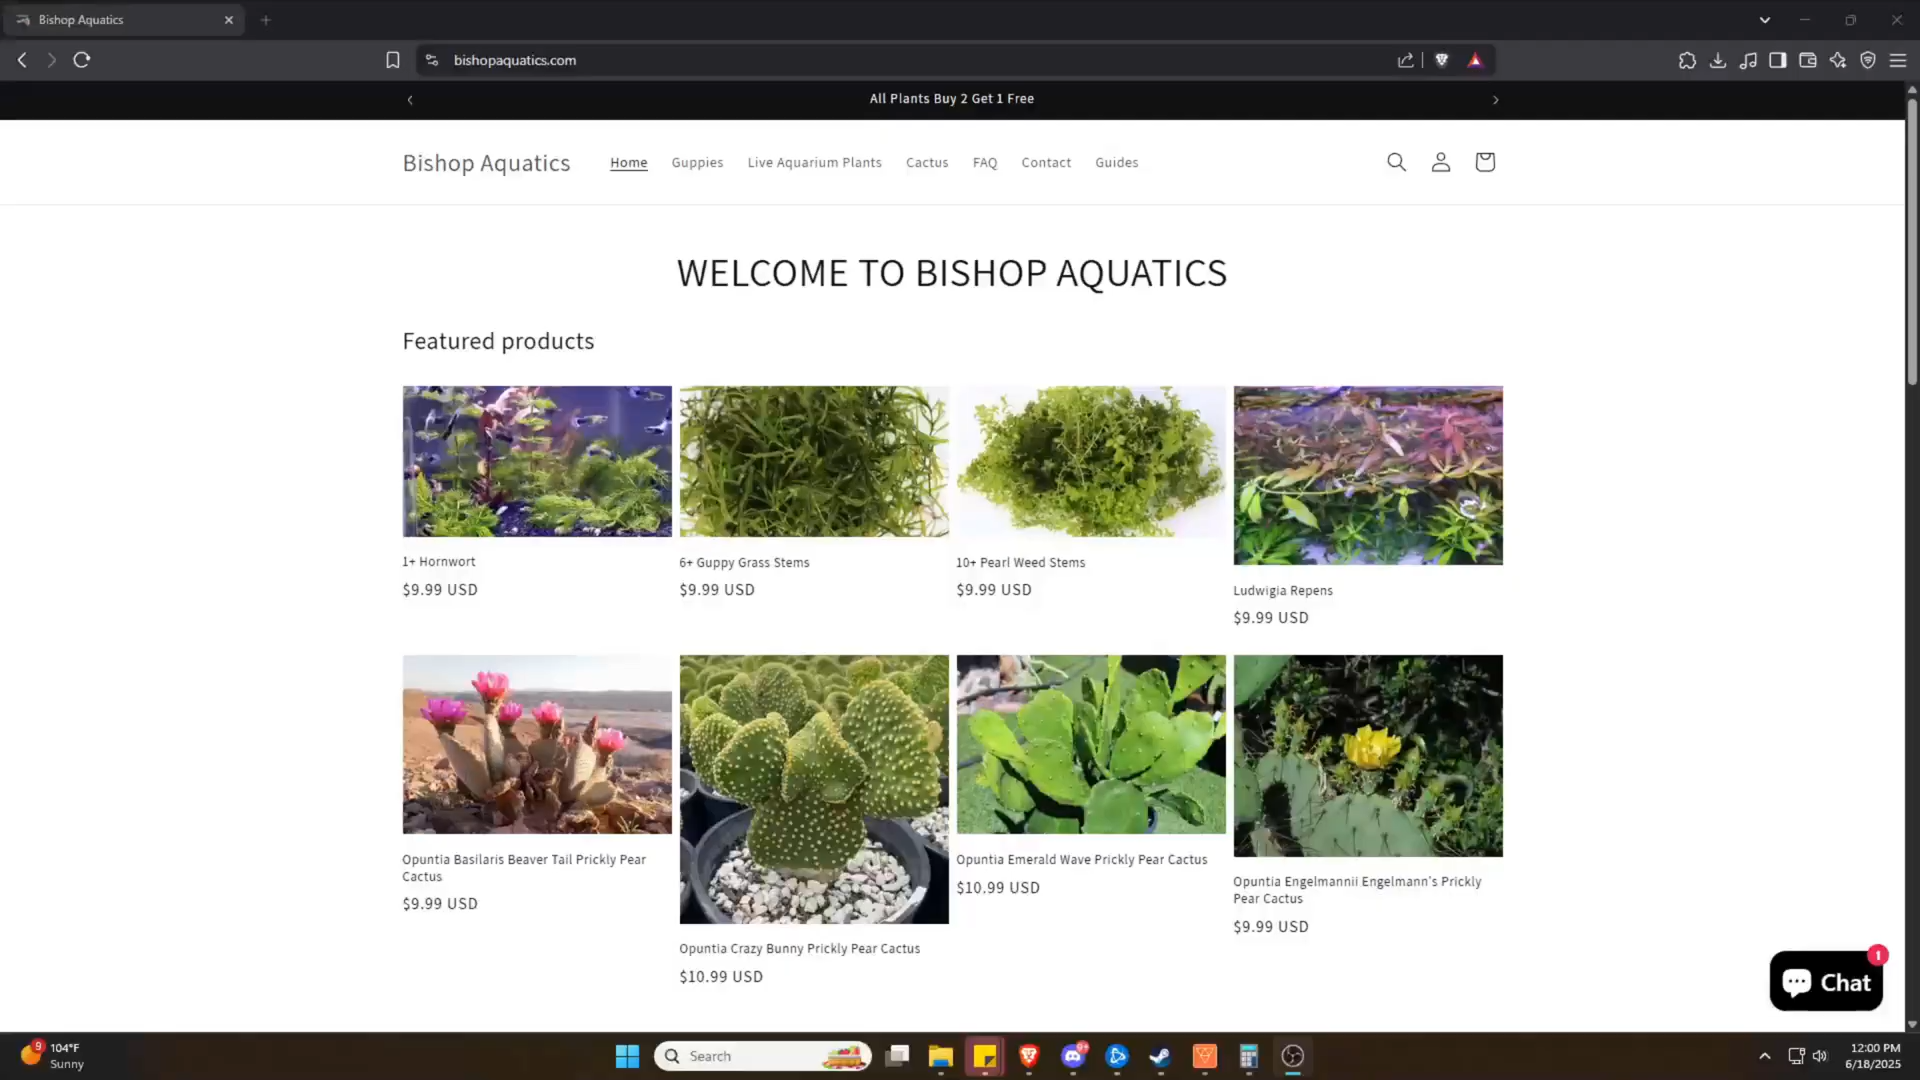 Bishop Aquatics
bishopaquatics.com
All Plants Buy 2 Get 1 Free
Bishop Aquatics
Home
Guppies
Live Aquarium Plants
Cactus
FAQ
Contact
Guides
WELCOME TO BISHOP AQUATICS
Featured products
1+ Hornwort
$9.99 USD
6+ Guppy Grass Stems
$9.99 USD
10+ Pearl Weed Stems
$9.99 USD
Ludwigia Repens
$9.99 USD
Opuntia Basilaris Beaver Tail Prickly Pear
Cactus
$9.99 USD
Opuntia Crazy Bunny Prickly Pear Cactus
$10.99 USD
Opuntia Emerald Wave Prickly Pear Cactus
$10.99 USD
Opuntia Engelmannii Engelmann's Prickly
Pear Cactus
$9.99 USD
1
Chat
9
104°F
Sunny
Search
9+
12:00 PM
6/18/2025